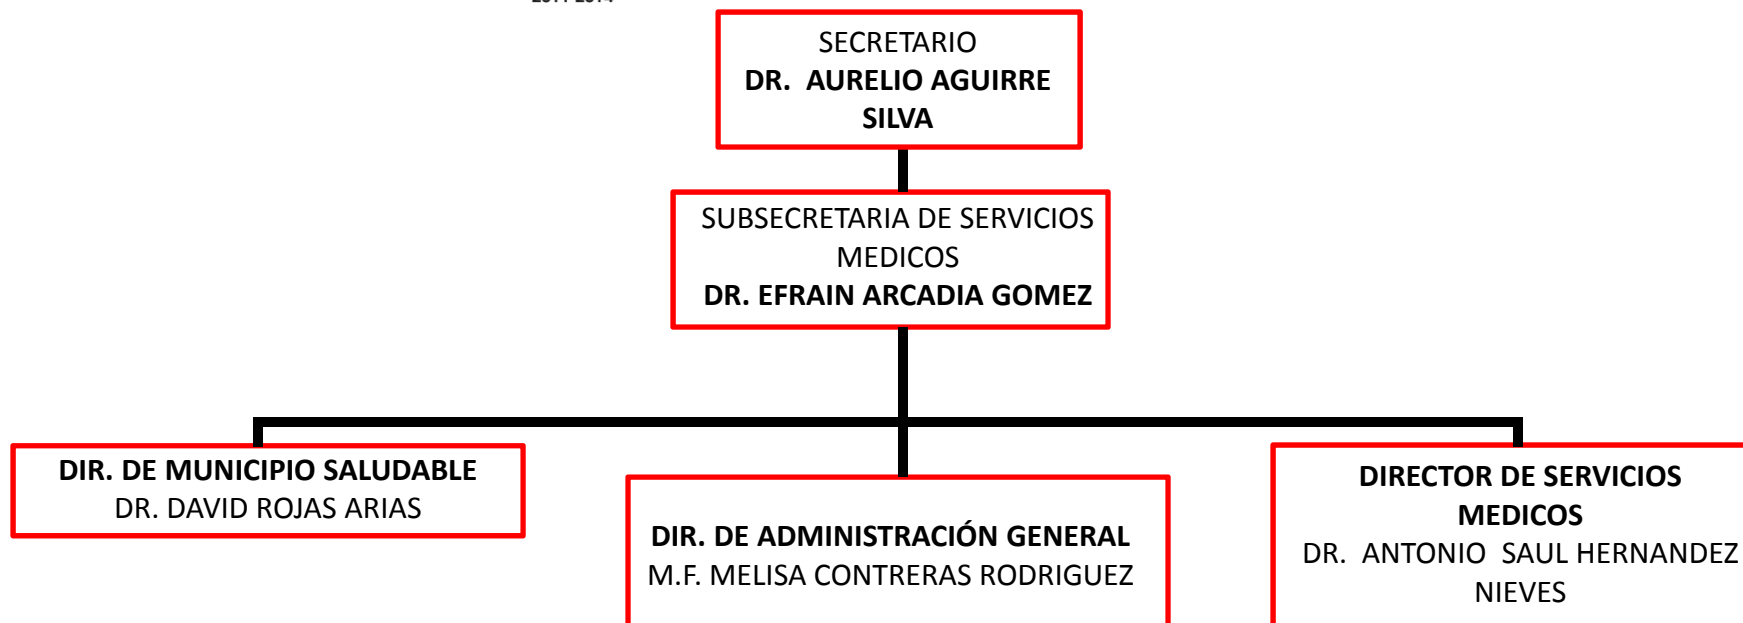 SECRETARIO
DR. AURELIO AGUIRRE
SILVA
SUBSECRETARIA DE SERVICIOS
MEDICOS
DR. EFRAIN ARCADIA GOMEZ
DIR. DE MUNICIPIO SALUDABLE
DR. DAVID ROJAS ARIAS
DIR. DE ADMINISTRACIÓN GENERAL
M.F. MELISA CONTRERAS RODRIGUEZ
DIRECTOR DE SERVICIOS
MEDICOS
DR. ANTONIO SAUL HERNANDEZ
NIEVES